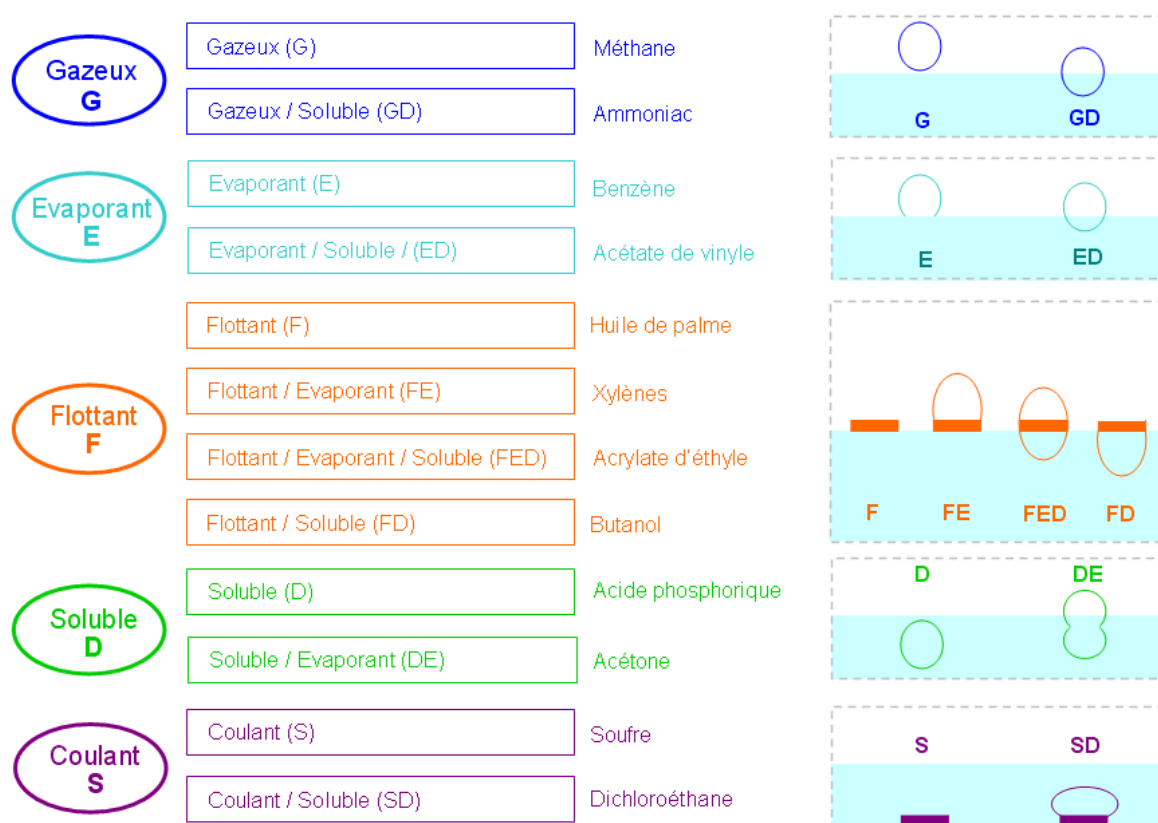 Gazeux
G
Gazeux (G)
Méthane
Gazeux / Soluble (GD)
Ammoniac
G
GD
Evaporant
E
Evaporant (E)
Benzène
Evaporant / Soluble / (ED)
Acétate de vinyle
E
ED
Flottant
F
Flottant (F)
Huile de palme
Flottant / Evaporant (FE)
Xylènes
Flottant / Evaporant / Soluble (FED)
Acrylate d'éthyle
Flottant / Soluble (FD)
Butanol
F
FE
FED
FD
Soluble
D
Soluble (D)
Acide phosphorique
Soluble / Evaporant (DE)
Acétone
D
DE
Coulant
S
Coulant (S)
Soufre
Coulant / Soluble (SD)
Dichloroéthane
S
SD